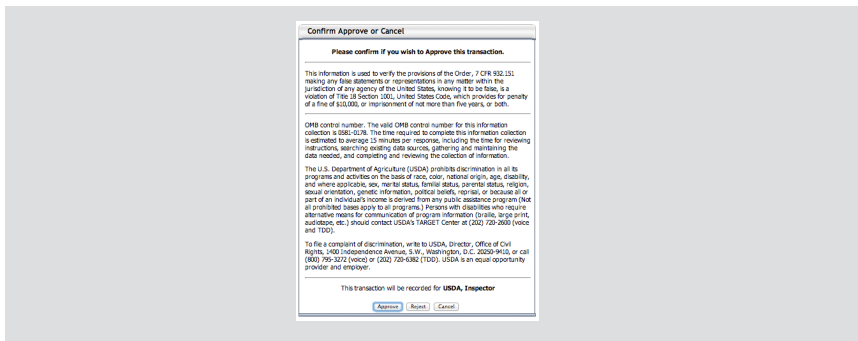 Confirm Approve or Cancel
Please confirm if you wish to Approve this transaction.
This information is used to verify the provisions of the Order, 7 CFR 932.151
making any false statements or representations in any matter within the
jurisdiction of any agency of the United States, knowing it to be false, is a
violation of Title 18 Section 1001, United States Code, which provides for penalty
of a fine of $10,000, or imprisonment of not more than five years, or both.
OMB control number. The valid OMB control number for this information
collection is 0581-0178. The time required to complete this information collection
is estimated to average 15 minutes per response, including the time for reviewing
instructions, searching existing data sources, gathering and maintaining the
data needed, and completing and reviewing the collection of information.
The U.S. Department of Agriculture (USDA) prohibits discrimination in all its
programs and activities on the basis of race, color, national origin, age, disability,
and where applicable, sex, marital status, familial status, parental status, religion,
sexual orientation, genetic information, political beliefs, reprisal, or because all or
part of an individual's income is derived from any public assistance program (Not
all prohibited bases apply to all programs.) Persons with disabilities who require
alternative means for communication of program information (braille, large print,
audiotape, etc.) should contact USDA's TARGET Center at (202) 720-2600 (voice
and TDD).
To file a complaint of discrimination, write to USDA, Director, Office of Civil
Rights, 1400 Independence Avenue, S.W., Washington, D.C. 20250-9410, or call
(800) 795-3272 (voice) or (202) 720-6382 (TDD). USDA is an equal opportunity
provider and employer.
This transaction will be recorded for USDA, Inspector
Approve Reject Cancel